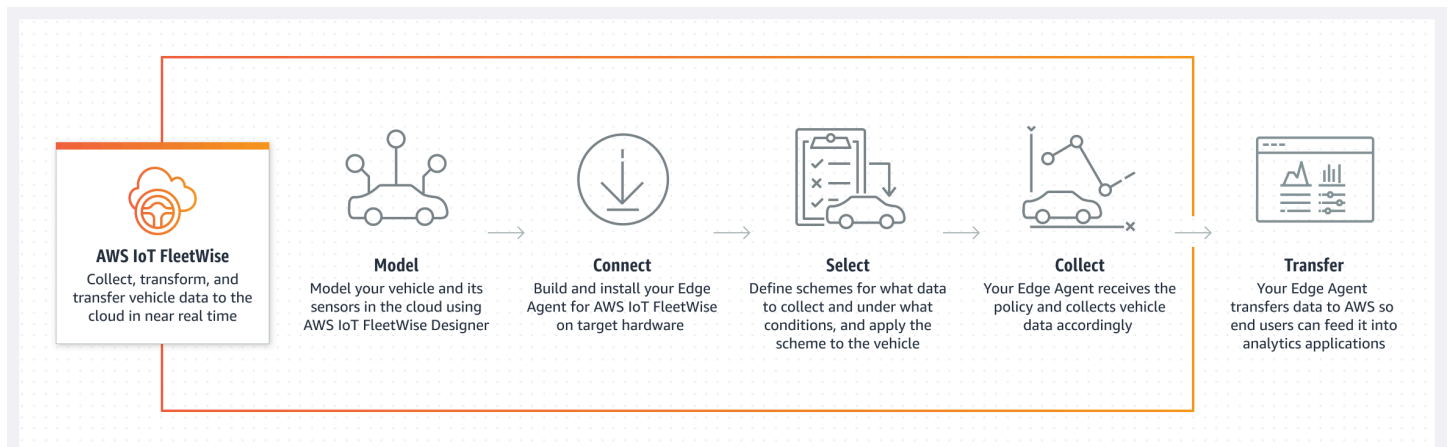 AWS IoT FleetWise
Collect, transform, and
transfer vehicle data to the
cloud in near real time
Model
Model your vehicle and its
sensors in the cloud using
AWS IoT FleetWise Designer
Connect
Build and install your Edge
Agent for AWS IoT FleetWise
on target hardware
Select
Define schemes for what data
to collect and under what
conditions, and apply the
scheme to the vehicle
Collect
Your Edge Agent receives the
policy and collects vehicle
data accordingly
Transfer
Your Edge Agent
transfers data to AWS so
end users can feed it into
analytics applications